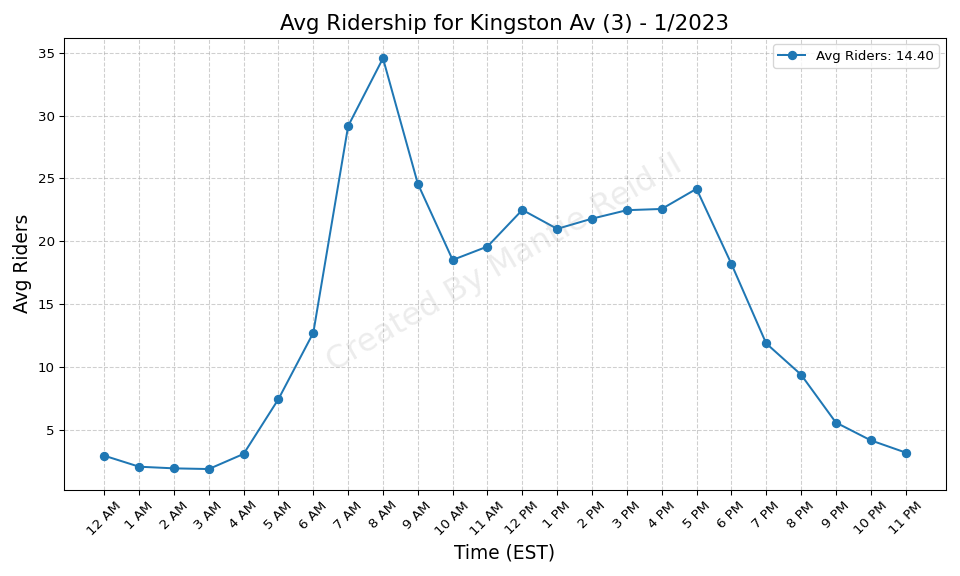 Avg Ridership for Kingston Av (3) - 1/2023
Avg Riders: 14.40
35
30
25
20
15
10
5
Avg Riders
Created By Mantie Reid II
12 AM
1 AM
2 AM
3 AM
4 AM
5 AM
6 AM
7 AM
8 AM
9 AM
10 AM
11 AM
12 PM
1 PM
2 PM
3 PM
4 PM
5 PM
6 PM
7 PM
8 PM
9 PM
10 PM
11 PM
Time (EST)